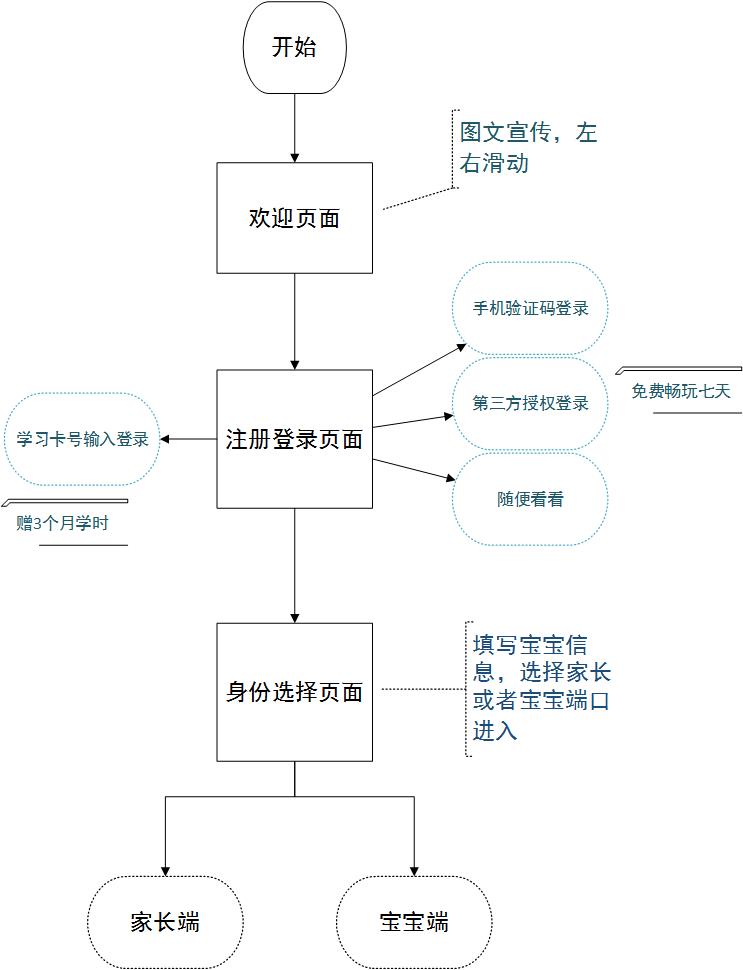 开始
图文宣传，左
右滑动
欢迎页面
手机验证码登录
第三方授权登录
免费畅玩七天
注册登录页面
学习卡号输入登录
随便看看
赠3个月学时
填写宝宝信
息，选择家长
或者宝宝端口
进入
身份选择页面
家长端
宝宝端